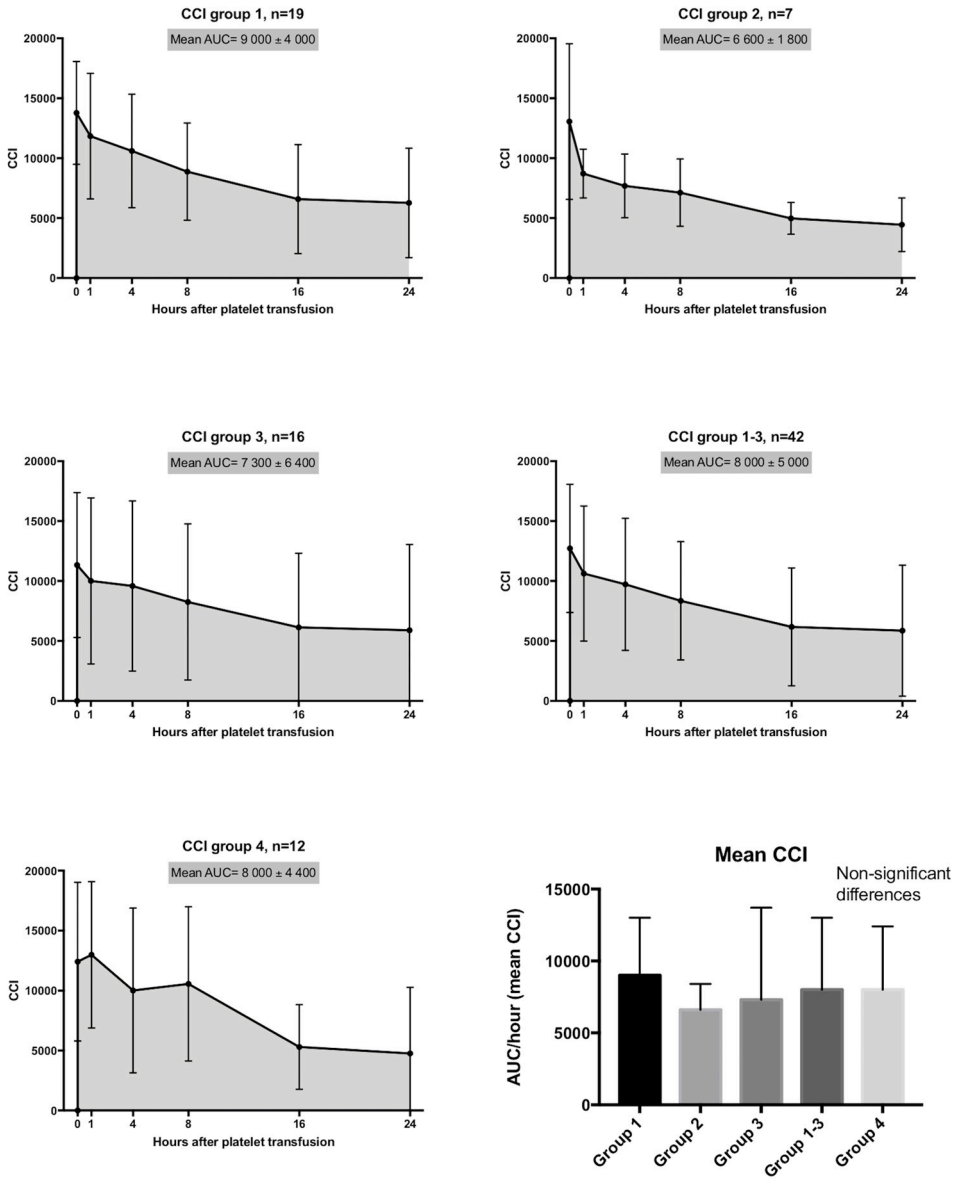 CCI group 1, n=19
Mean AUC= 9 000 ± 4 000
20000
15000
10000
5000
0
CCI
0 1 4 8 16 24
Hours after platelet transfusion
CCI group 2, n=7
Mean AUC= 6 600 ± 1 800
20000
15000
10000
5000
0
CCI
0 1 4 8 16 24
Hours after platelet transfusion
CCI group 3, n=16
Mean AUC= 7 300 ± 6 400
20000
15000
10000
5000
0
CCI
0 1 4 8 16 24
Hours after platelet transfusion
CCI group 1-3, n=42
Mean AUC= 8 000 ± 5 000
20000
15000
10000
5000
0
CCI
0 1 4 8 16 24
Hours after platelet transfusion
CCI group 4, n=12
Mean AUC= 8 000 ± 4 400
20000
15000
10000
5000
0
CCI
0 1 4 8 16 24
Hours after platelet transfusion
Mean CCI
Non-significant
differences
15000
10000
5000
0
AUC/hour (mean CCI)
Group 1
Group 2
Group 3
Group 1-3
Group 4